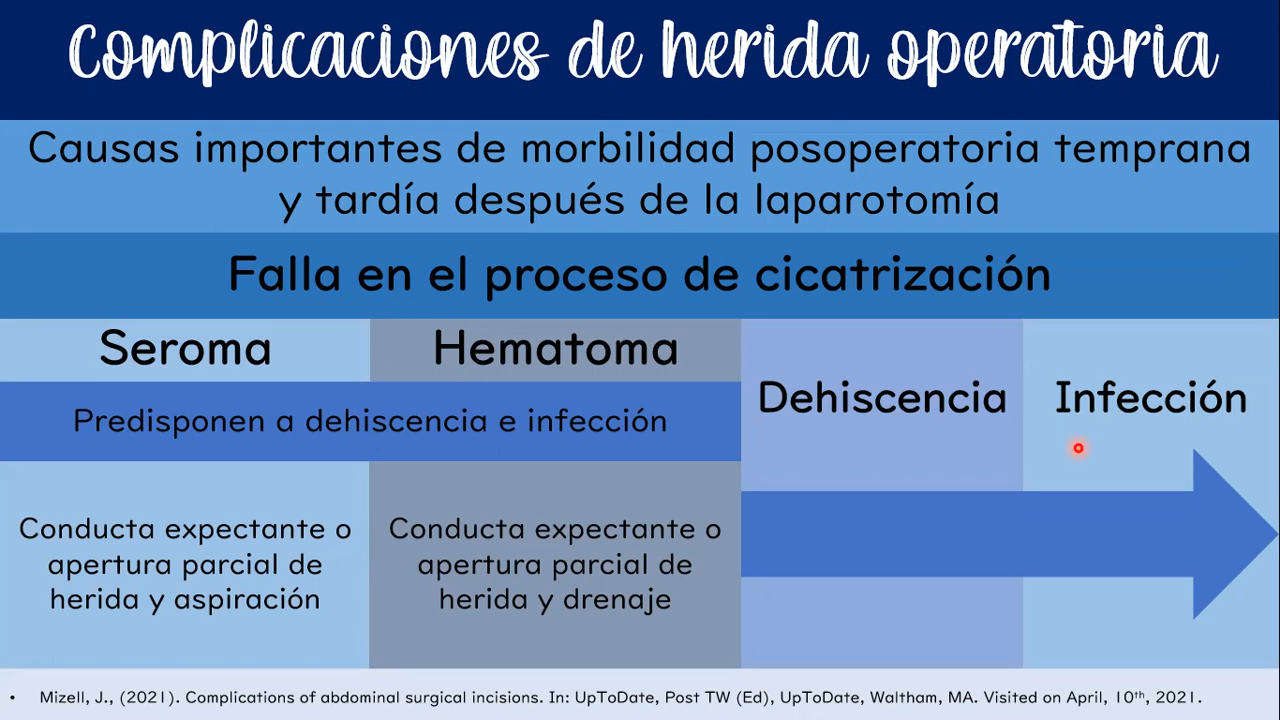 Complicaciones de herida operatoria
Causas importantes de morbilidad posoperatoria temprana
y tardía después de la laparotomía
Falla en el proceso de cicatrización
Seroma
Hematoma
Predisponen a dehiscencia e infección
Conducta expectante o
apertura parcial de
herida y aspiración
Conducta expectante o
apertura parcial de
herida y drenaje
Dehiscencia
Infección
• Mizell, J., (2021). Complications of abdominal surgical incisions. In: UpToDate, Post TW (Ed), UpToDate, Waltham, MA. Visited on April, 10th, 2021.